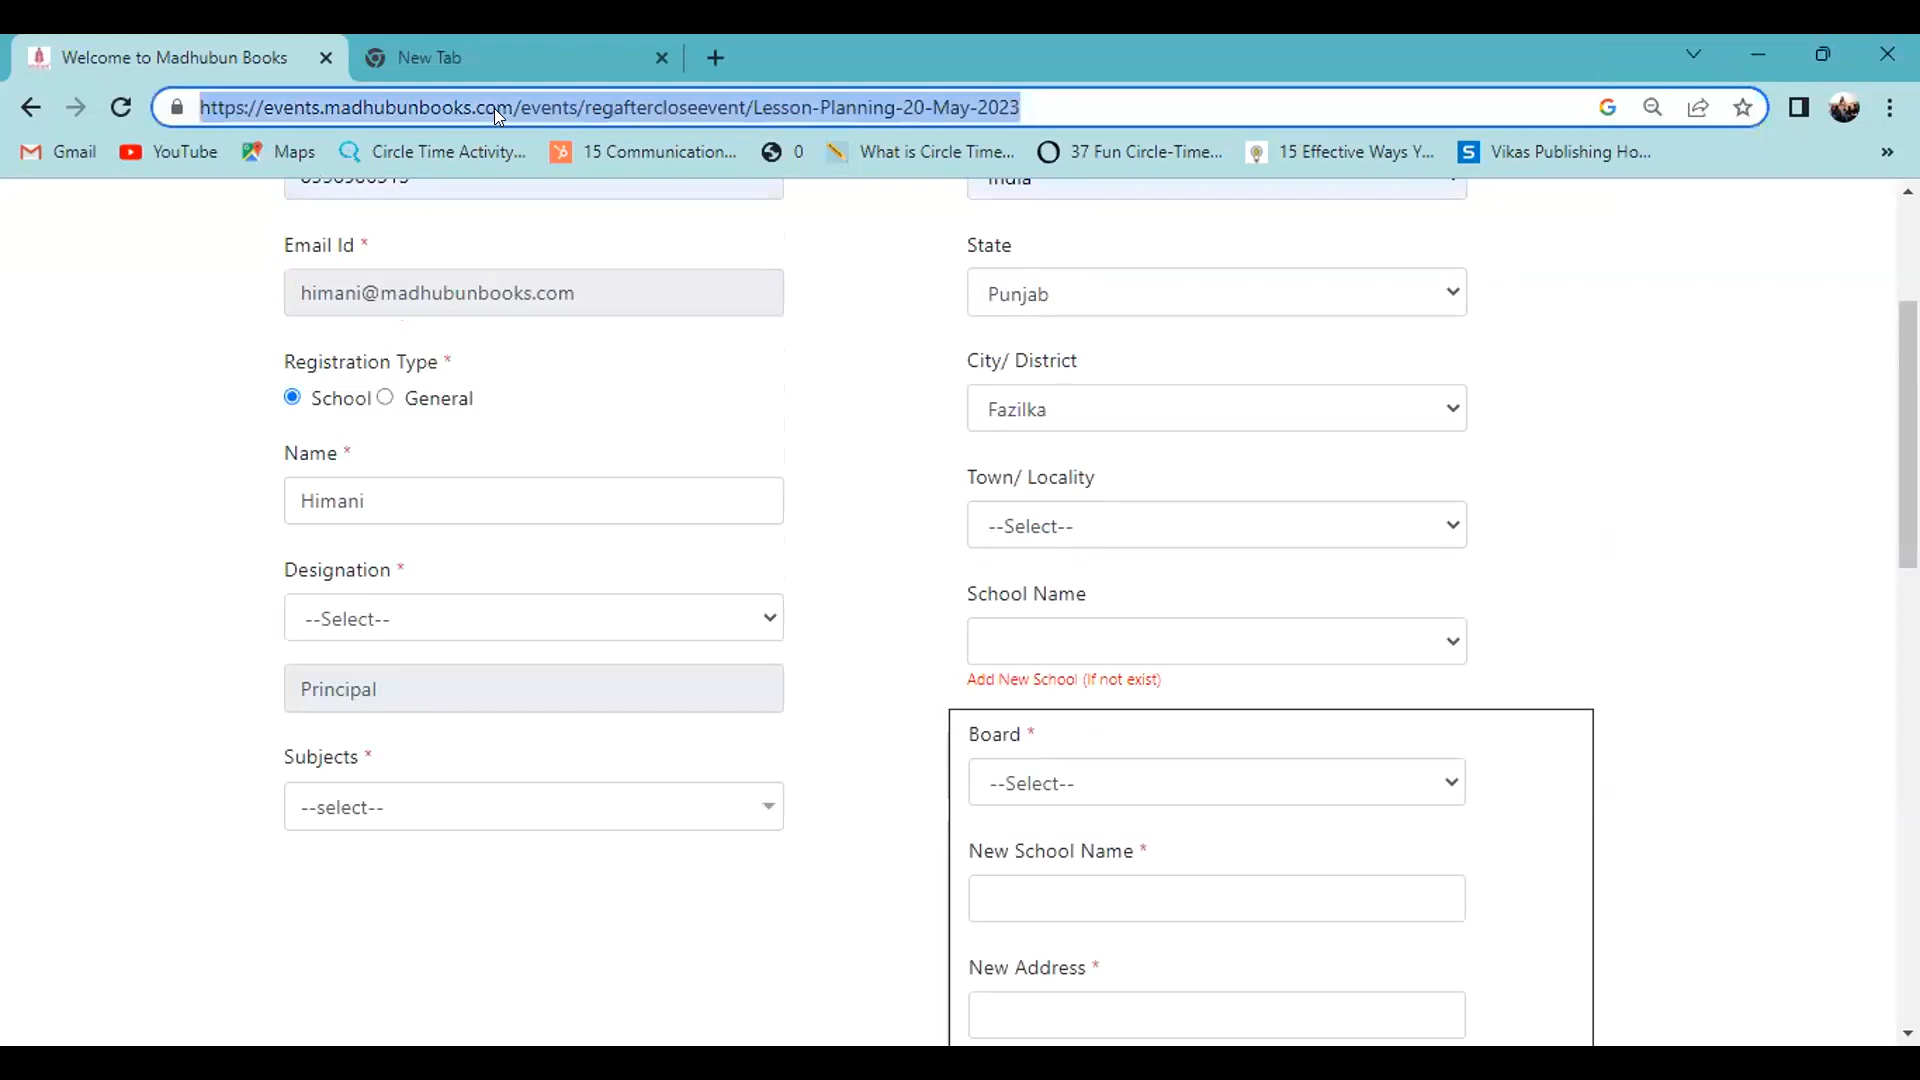 Welcome to Madhubun Books
New Tab
https://events.madhubunbooks.com/events/regaftercloseevent/Lesson-Planning-20-May-2023
Gmail
YouTube
Maps
Circle Time Activity...
15 Communication...
0
What is Circle Time...
37 Fun Circle-Time...
15 Effective Ways Y...
Vikas Publishing Ho...
India
Email Id *
himani@madhubunbooks.com
Registration Type *
School General
Name *
Himani
Designation *
--Select--
Principal
Subjects *
--select--
State
Punjab
City/ District
Fazilka
Town/ Locality
--Select--
School Name
Add New School (If not exist)
Board *
--Select--
New School Name *
New Address *